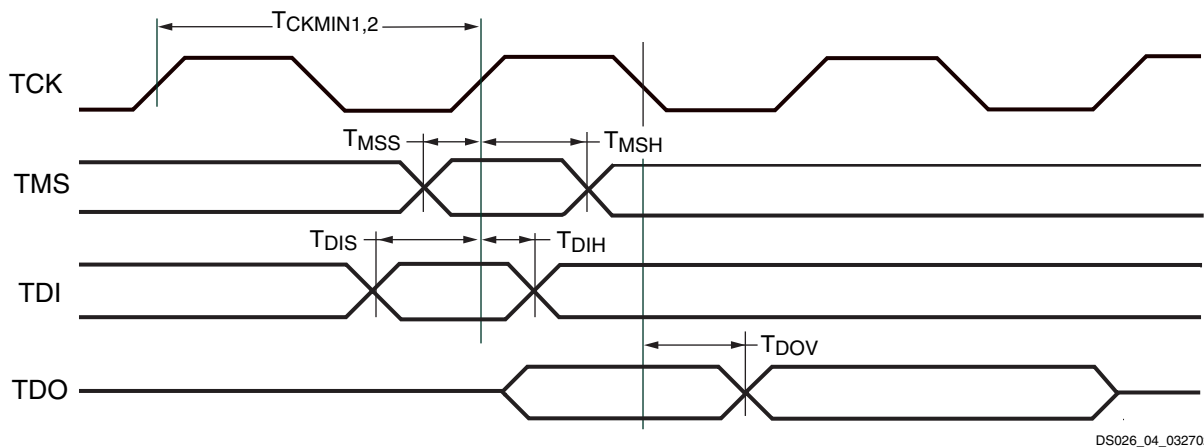 TCKMIN1,2
TCK
TMSS
TMSH
TMS
TDIS
TDIH
TDI
TDOV
TDO
DS026_04_03270